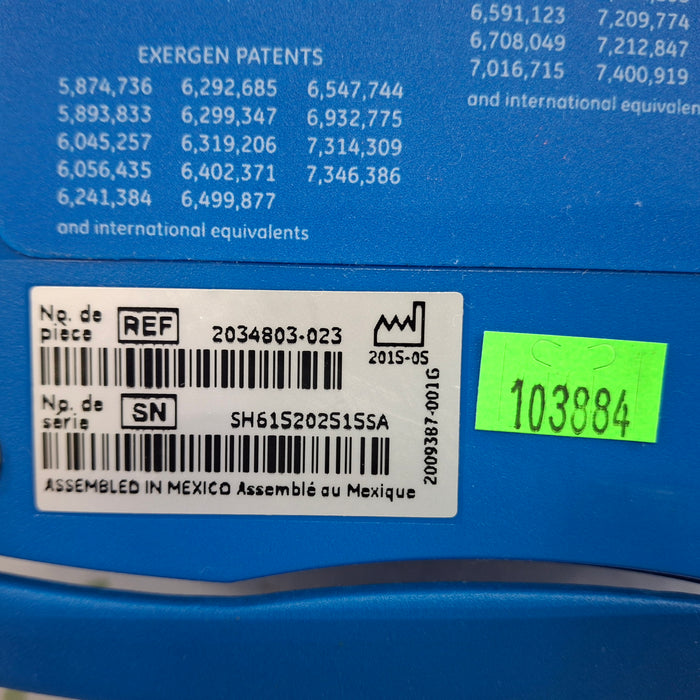 6,591,123 7,209,774
6,708,049 7,212,847
7,016,715 7,400,919
and international equivalen
EXERGEN PATENTS
5,874,736 6,292,685 6,547,744
5,893,833 6,299,347 6,932,775
6,045,257 6,319,206 7,314,309
6,056,435 6,402,371 7,346,386
6,241,384 6,499,877
and international equivalents
No. de
pièce
REF
2034803-023
2015-05
No. de
série
SN
SH61520251SSA
ASSEMBLED IN MEXICO Assemblé au Mexique
2009387-001G
103884